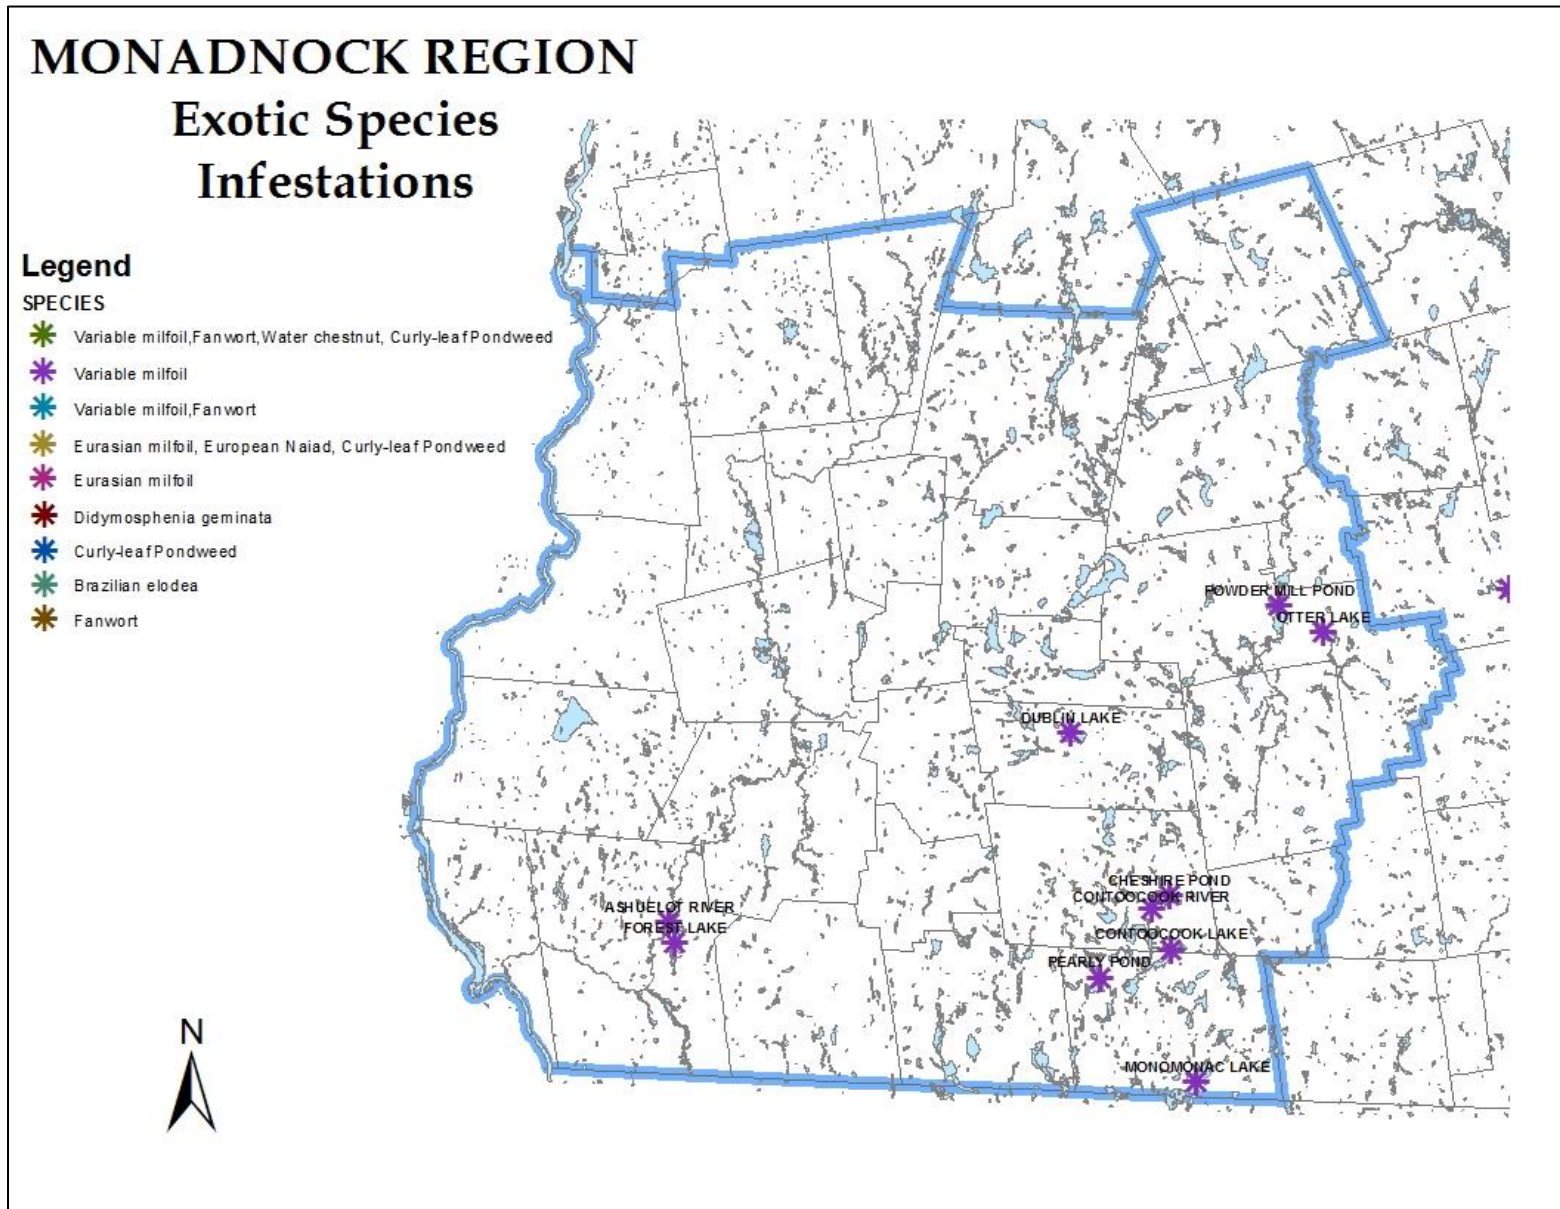 MONADNOCK REGION
Exotic Species
Infestations
Legend
SPECIES
Variable milfoil,Fanwort,Water chestnut, Curly-leaf Pondweed
Variable milfoil
Variable milfoil,Fanwort
Eurasian milfoil, European Naiad, Curly-leaf Pondweed
Eurasian milfoil
Didymosphenia geminata
Curly-leaf Pondweed
Brazilian elodea
Fanwort
POWDER MILL POND
OTTER LAKE
DUBLIN LAKE
CHESHIRE POND
CONTOOCOOK RIVER
ASHUELOT RIVER
FOREST LAKE
CONTOOCOOK LAKE
PEARLY POND
MONOMONAC LAKE
N